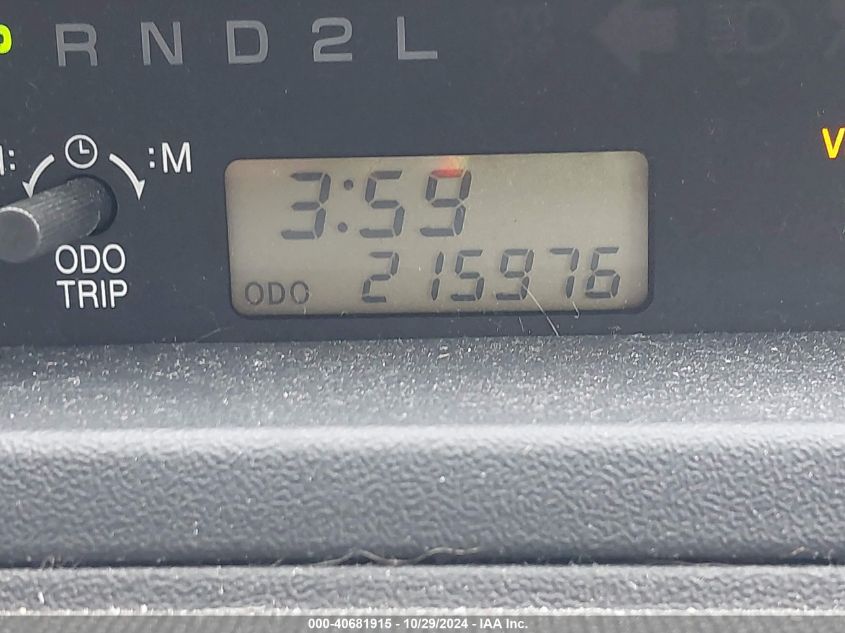 P R N D 2 L
:M
ODO
TRIP
3:59
ODO 215976
000-40681915 - 10/29/2024 - IAA Inc.